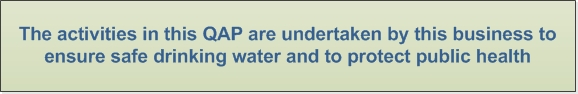 The activities in this QAP are undertaken by this business to
ensure safe drinking water and to protect public health